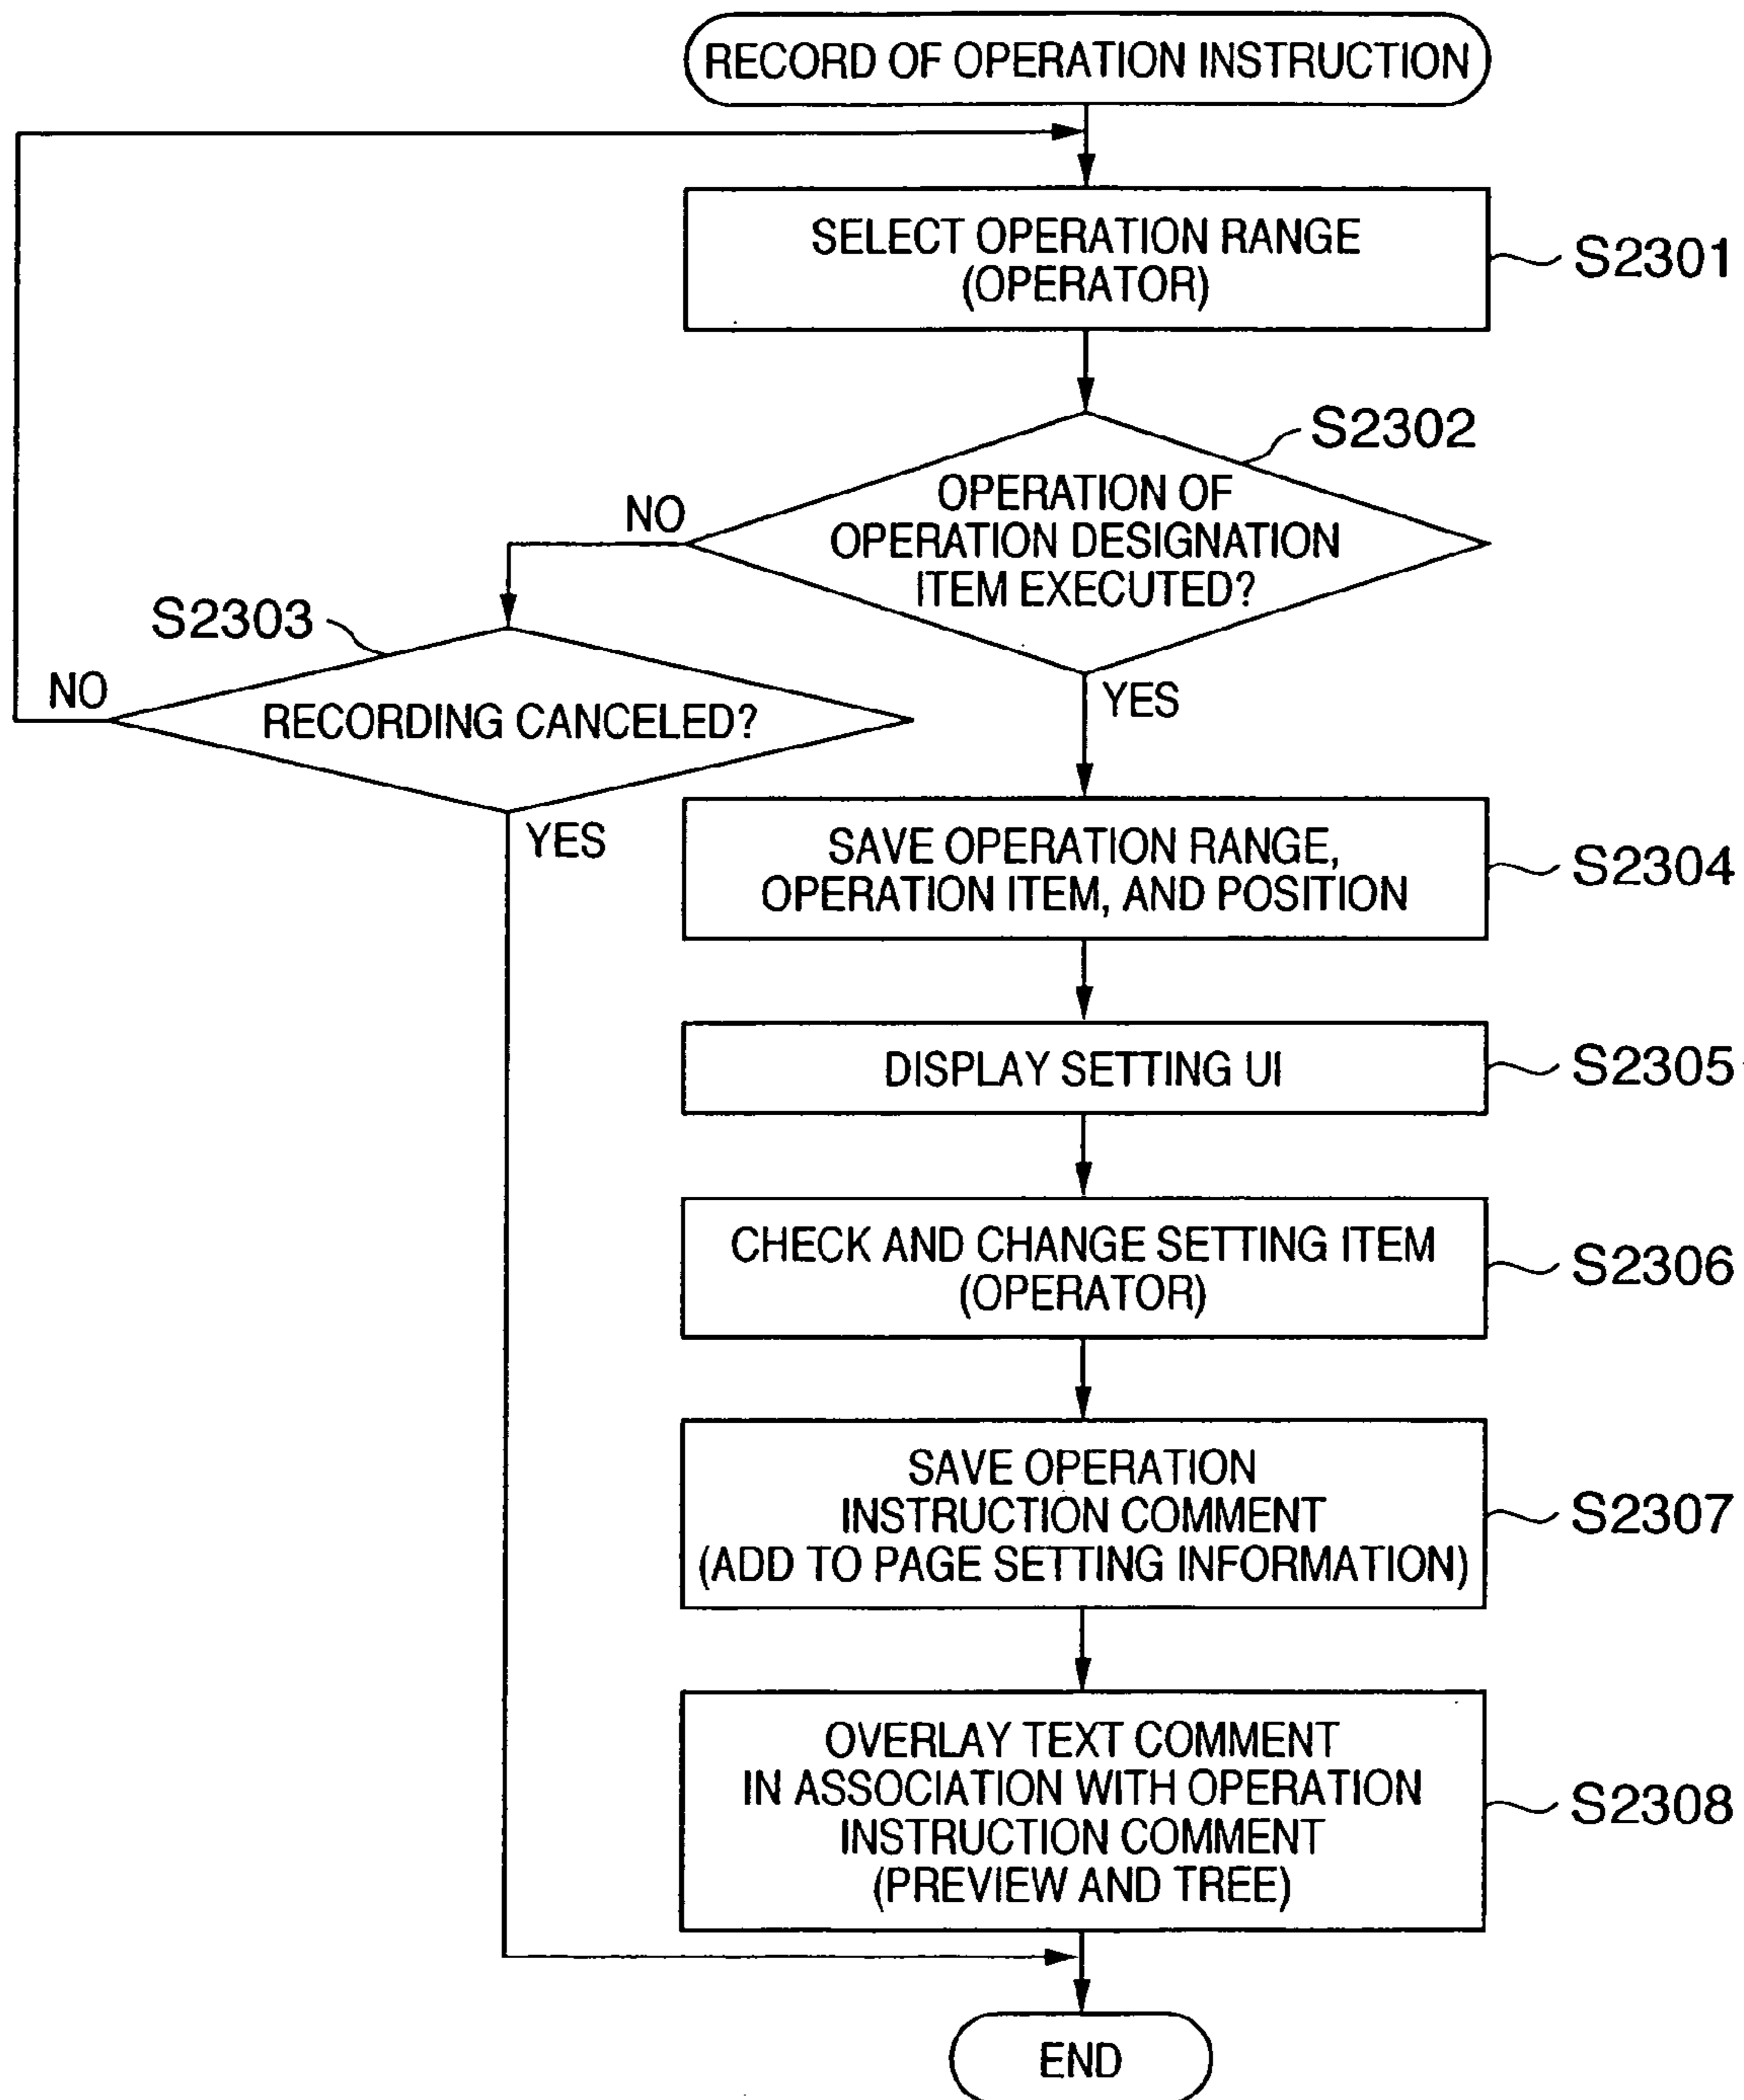 RECORD OF OPERATION INSTRUCTION
SELECT OPERATION RANGE
(OPERATOR)
S2301
S2302
OPERATION OF
OPERATION DESIGNATION
ITEM EXECUTED?
NO
S2303
NO
RECORDING CANCELED?
YES
YES
SAVE OPERATION RANGE,
OPERATION ITEM, AND POSITION
S2304
DISPLAY SETTING UI
S2305
CHECK AND CHANGE SETTING ITEM
(OPERATOR)
S2306
SAVE OPERATION
INSTRUCTION COMMENT
(ADD TO PAGE SETTING INFORMATION)
S2307
OVERLAY TEXT COMMENT
IN ASSOCIATION WITH OPERATION
INSTRUCTION COMMENT
(PREVIEW AND TREE)
S2308
END